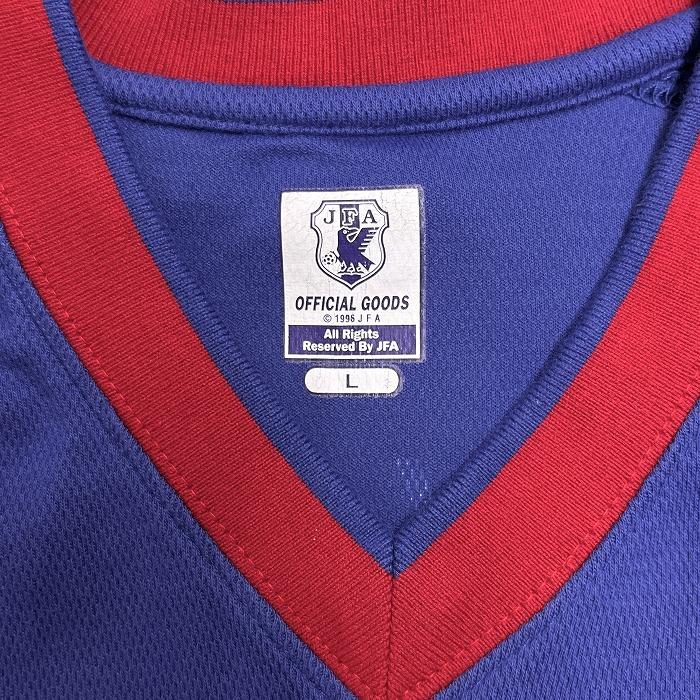 JFA
OFFICIAL GOODS
© 1996 J F A
All Rights
Reserved By JFA
L